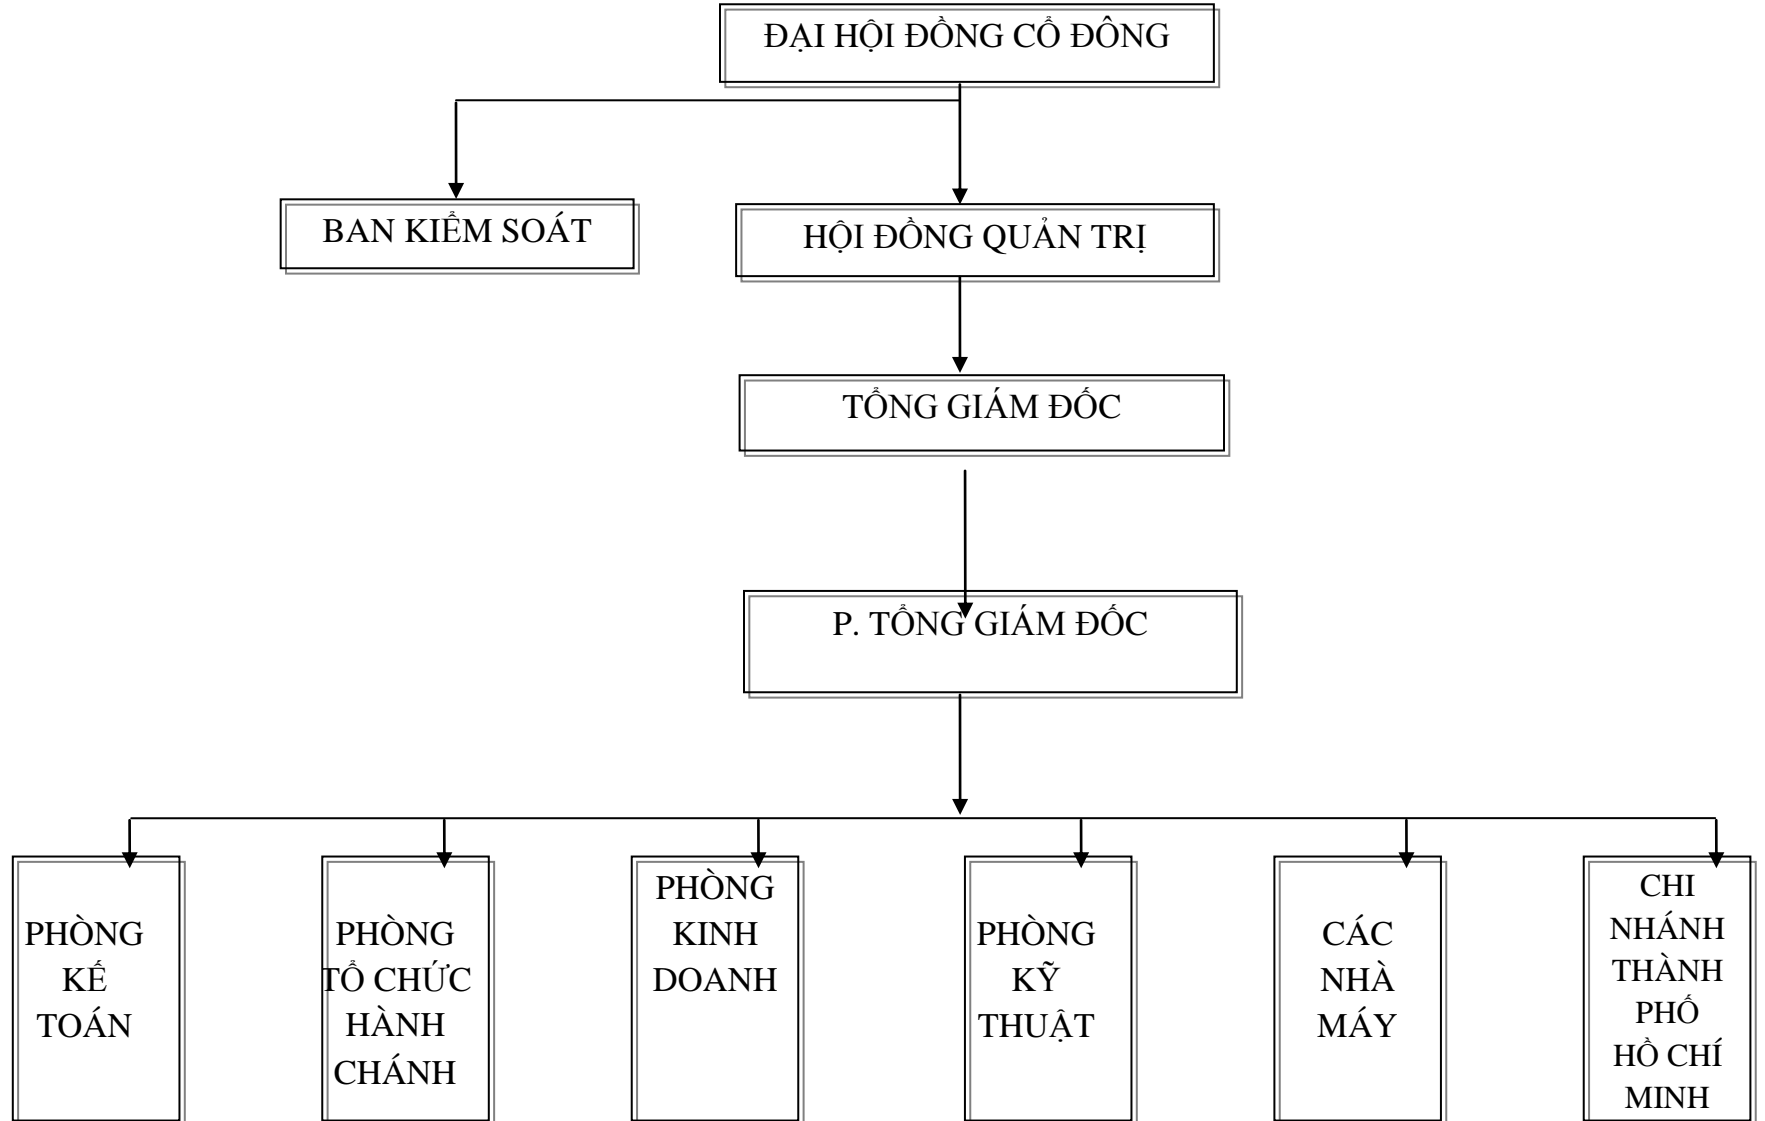 ĐẠI HỘI ĐỒNG CỔ ĐÔNG
BAN KIỂM SOÁT
HỘI ĐỒNG QUẢN TRỊ
TỔNG GIÁM ĐỐC
P. TỔNG GIÁM ĐỐC
PHÒNG
KẾ
TOÁN
PHÒNG
TỔ CHỨC
HÀNH
CHÁNH
PHÒNG
KINH
DOANH
PHÒNG
KỸ
THUẬT
CÁC
NHÀ
MÁY
CHI
NHÁNH
THÀNH
PHỐ
HỒ CHÍ
MINH